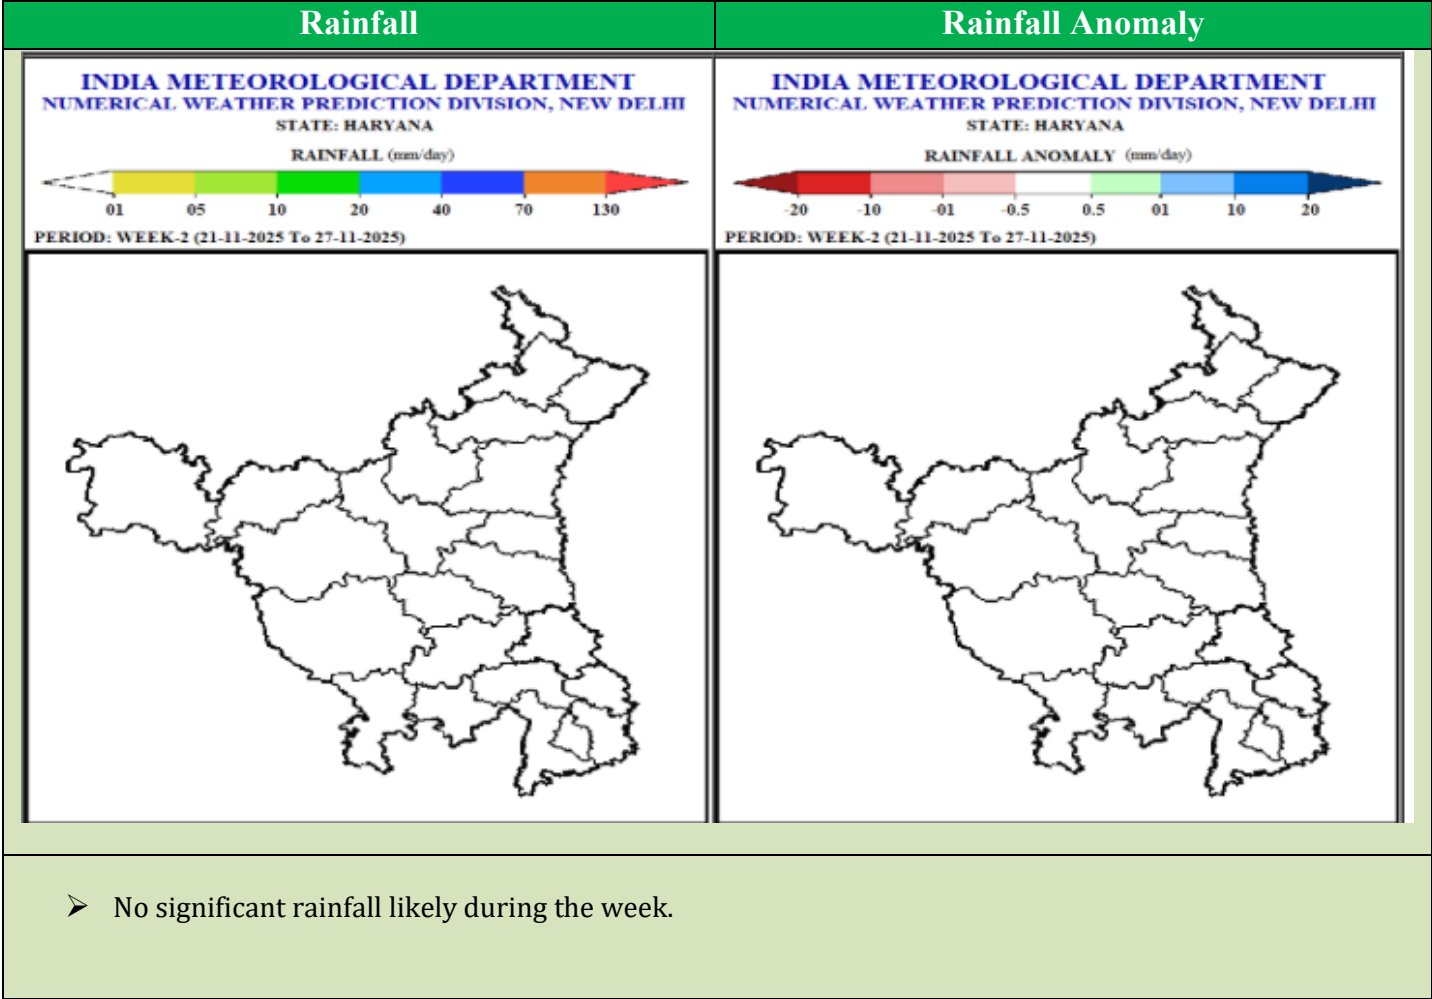 Rainfall
Rainfall Anomaly
INDIA METEOROLOGICAL DEPARTMENT
NUMERICAL WEATHER PREDICTION DIVISION, NEW DELHI
STATE: HARYANA
RAINFALL (mm/day)
01 05 10 20 40 70 130
PERIOD: WEEK-2 (21-11-2025 To 27-11-2025)
INDIA METEOROLOGICAL DEPARTMENT
NUMERICAL WEATHER PREDICTION DIVISION, NEW DELHI
STATE: HARYANA
RAINFALL ANOMALY (mm/day)
-20 -10 -01 -0.5 0.5 01 10 20
PERIOD: WEEK-2 (21-11-2025 To 27-11-2025)
➢ No significant rainfall likely during the week.